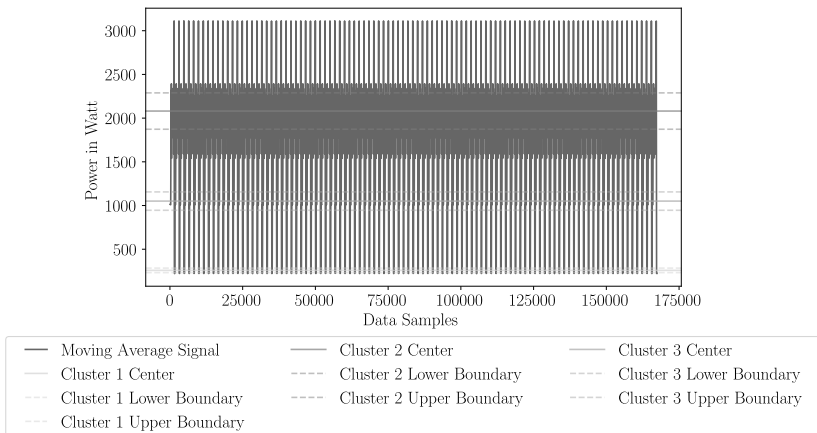 3000
2500
2000
1500
1000
500
Power in Watt
0 25000 50000 75000 100000 125000 150000 175000
Data Samples
Moving Average Signal
Cluster 1 Center
Cluster 1 Lower Boundary
Cluster 1 Upper Boundary
Cluster 2 Center
Cluster 2 Lower Boundary
Cluster 2 Upper Boundary
Cluster 3 Center
Cluster 3 Lower Boundary
Cluster 3 Upper Boundary